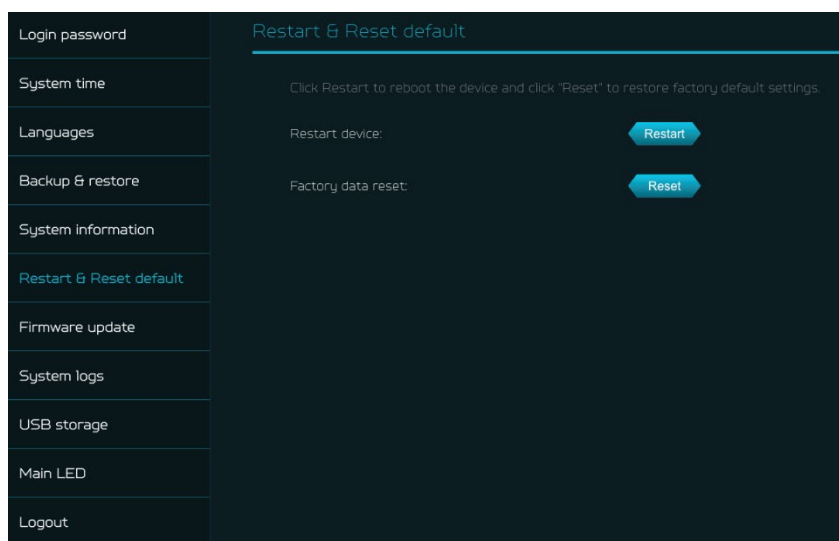 Login password
System time
Languages
Backup & restore
System information
Restart & Reset default
Firmware update
System logs
USB storage
Main LED
Logout
Restart & Reset default
Click Restart to reboot the device and click "Reset" to restore factory default settings.
Restart device:
Restart
Factory data reset:
Reset